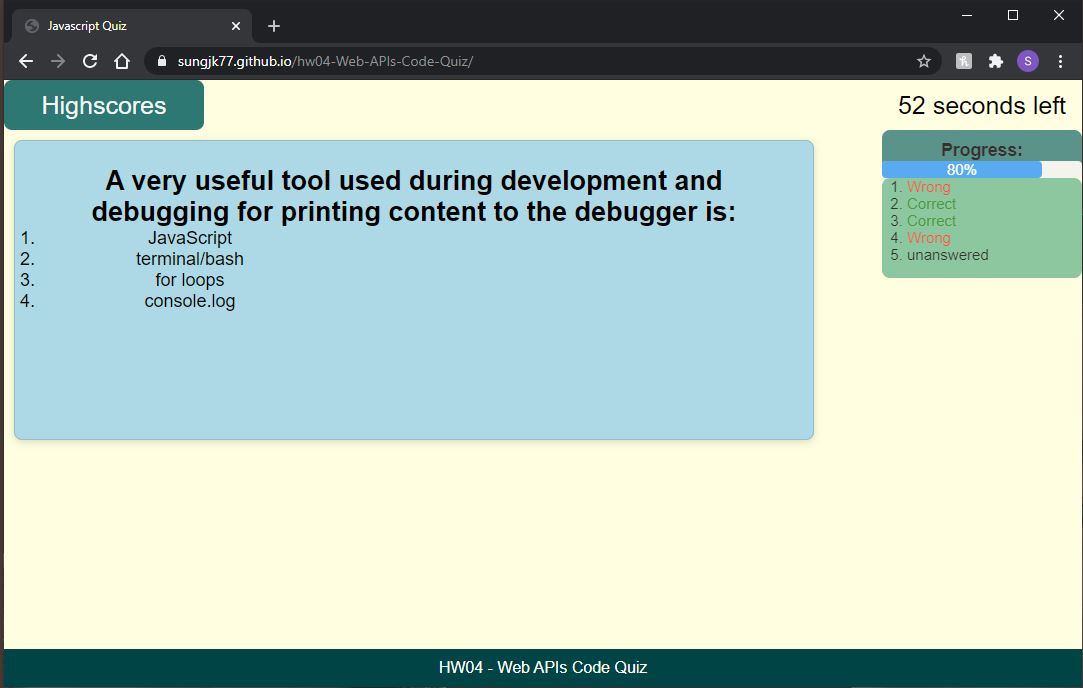 Javascript Quiz
sungjk77.github.io/hw04-Web-APIs-Code-Quiz/
S
Highscores
52 seconds left
A very useful tool used during development and
debugging for printing content to the debugger is:
1. JavaScript
2. terminal/bash
3. for loops
4. console.log
Progress:
80%
1. Wrong
2. Correct
3. Correct
4. Wrong
5. unanswered
HW04 - Web APIs Code Quiz